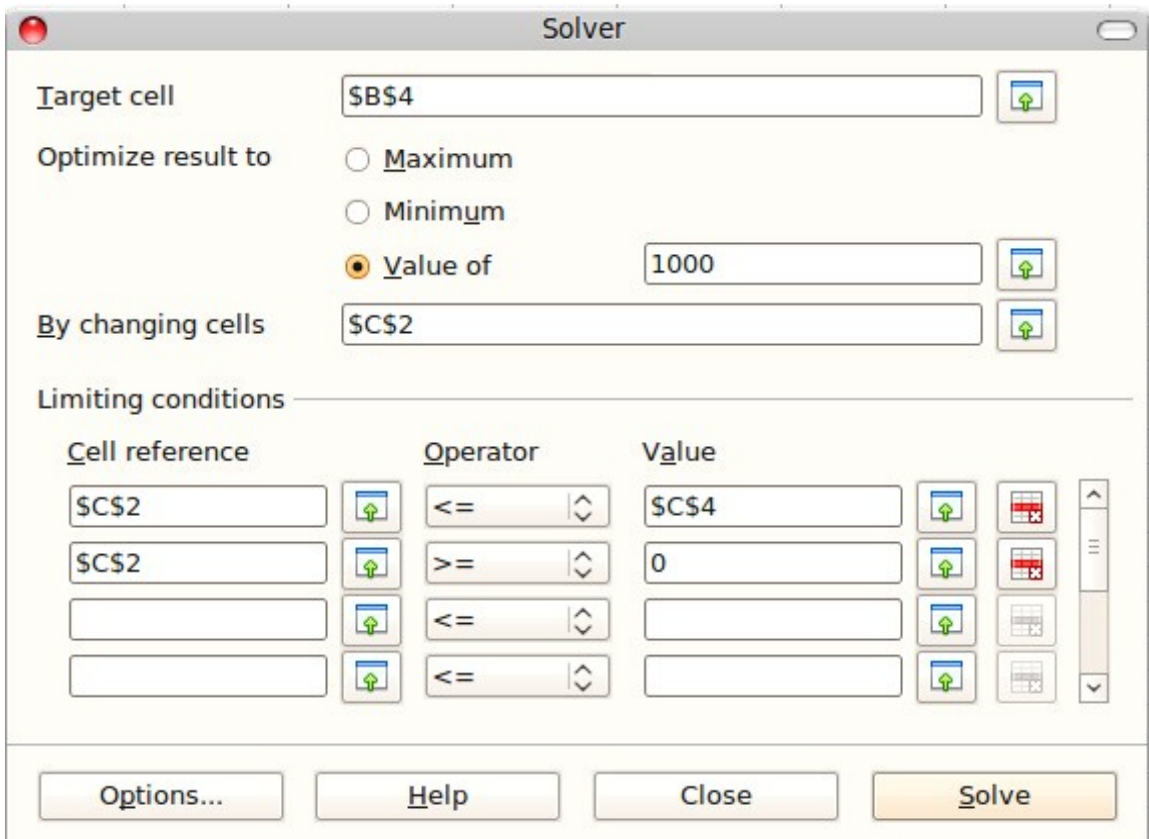 Solver
Target cell $B$4
Optimize result to Maximum
Minimum
Value of 1000
By changing cells $C$2
Limiting conditions
Cell reference Operator Value
$C$2 <= $C$4
$C$2 >= 0
<=
<=
Options... Help Close Solve